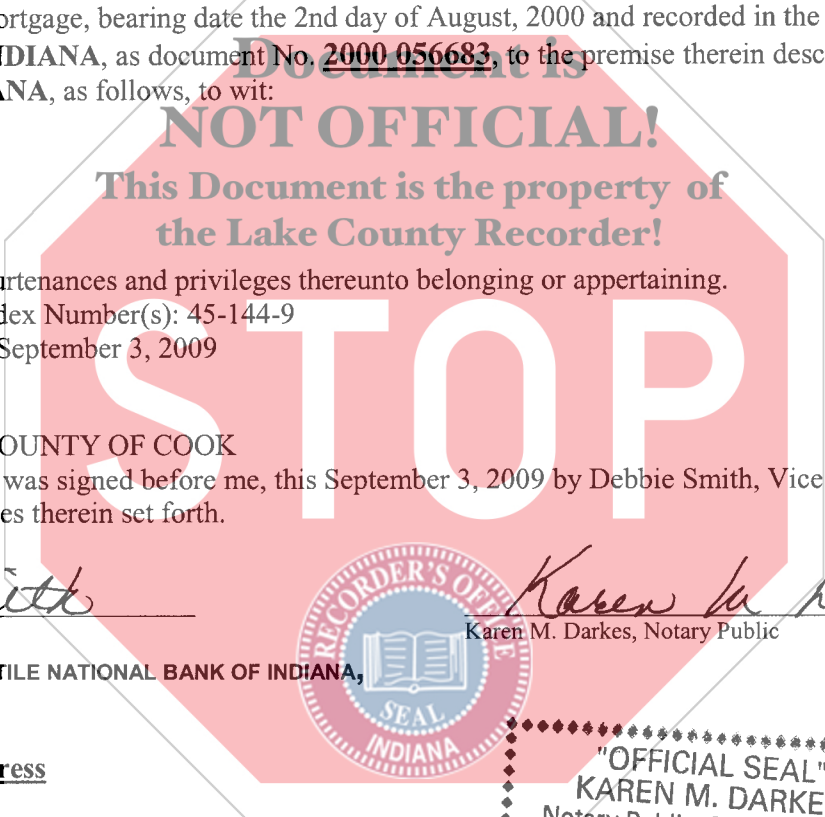 ortgage, bearing date the 2nd day of August, 2000 and recorded in the
DIANA, as document No. 2000 056683, to the premise therein desc
ANA, as follows, to wit:
Document is
NOT OFFICIAL!
This Document is the property of
the Lake County Recorder!
urtenances and privileges thereunto belonging or appertaining.
dex Number(s): 45-144-9
September 3, 2009
STOP
OUNTY OF COOK
was signed before me, this September 3, 2009 by Debbie Smith, Vice
es therein set forth.
ith
Karen M D
Karen M. Darkes, Notary Public
TILE NATIONAL BANK OF INDIANA,
RECORDER'S OFFICE
SEAL
INDIANA
ress
"OFFICIAL SEAL"
KAREN M. DARKE
Notary Public